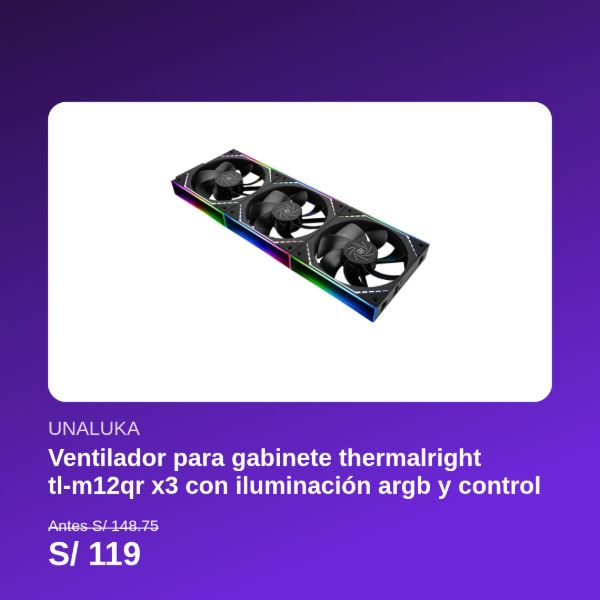 UNALUKA
Ventilador para gabinete thermalright
tl-m12qr x3 con iluminación argb y control
Antes S/ 148.75
S/ 119